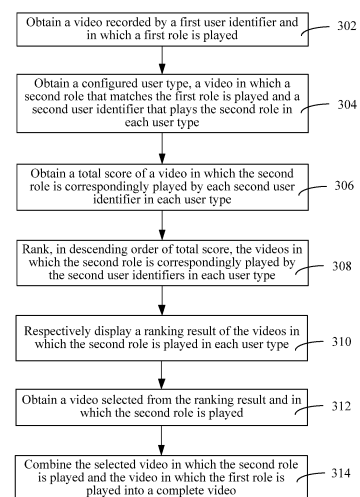 Obtain a video recorded by a first user identifier and
in which a first role is played
302
Obtain a configured user type, a video in which a
second role that matches the first role is played and a
second user identifier that plays the second role in
each user type
304
Obtain a total score of a video in which the second
role is correspondingly played by each second user
identifier in each user type
306
Rank, in descending order of total score, the videos in
which the second role is correspondingly played by
the second user identifiers in each user type
308
Respectively display a ranking result of the videos in
which the second role is played in each user type
310
Obtain a video selected from the ranking result and in
which the second role is played
312
Combine the selected video in which the second role
is played and the video in which the first role is
played into a complete video
314